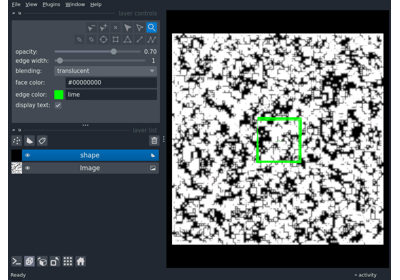 File View Plugins Window Help
layer controls
opacity: 0.70
edge width: 1
blending: translucent
face color: #00000000
edge color: lime
display text:
layer list
shape
Image
Ready
activity